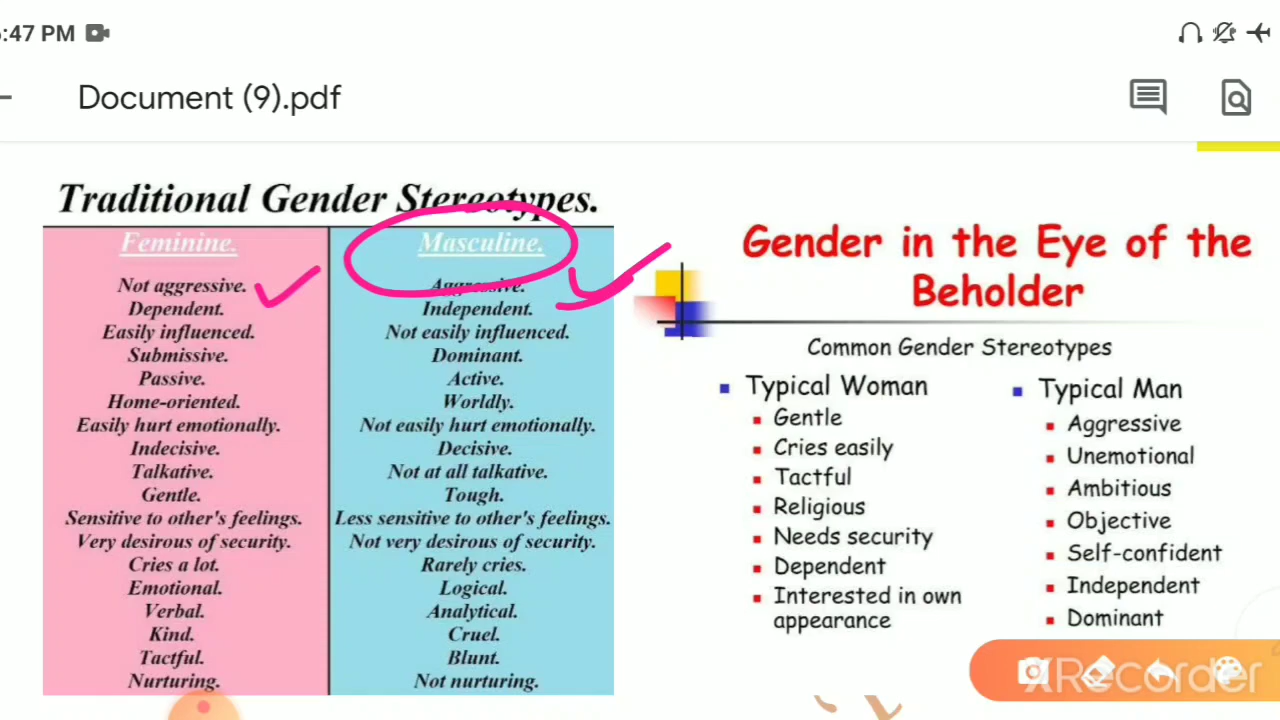 :47 PM
Document (9).pdf
Traditional Gender Stereotypes.
Feminine.
Not aggressive.
Dependent.
Easily influenced.
Submissive.
Passive.
Home-oriented.
Easily hurt emotionally.
Indecisive.
Talkative.
Gentle.
Sensitive to other's feelings.
Very desirous of security.
Cries a lot.
Emotional.
Verbal.
Kind.
Tactful.
Nurturing.
Masculine.
Aggressive.
Independent.
Not easily influenced.
Dominant.
Active.
Worldly.
Not easily hurt emotionally.
Decisive.
Not at all talkative.
Tough.
Less sensitive to other's feelings.
Not very desirous of security.
Rarely cries.
Logical.
Analytical.
Cruel.
Blunt.
Not nurturing.
Gender in the Eye of the
Beholder
Common Gender Stereotypes
Typical Woman
Gentle
Cries easily
Tactful
Religious
Needs security
Dependent
Interested in own
appearance
Typical Man
Aggressive
Unemotional
Ambitious
Objective
Self-confident
Independent
Dominant
XRecorder